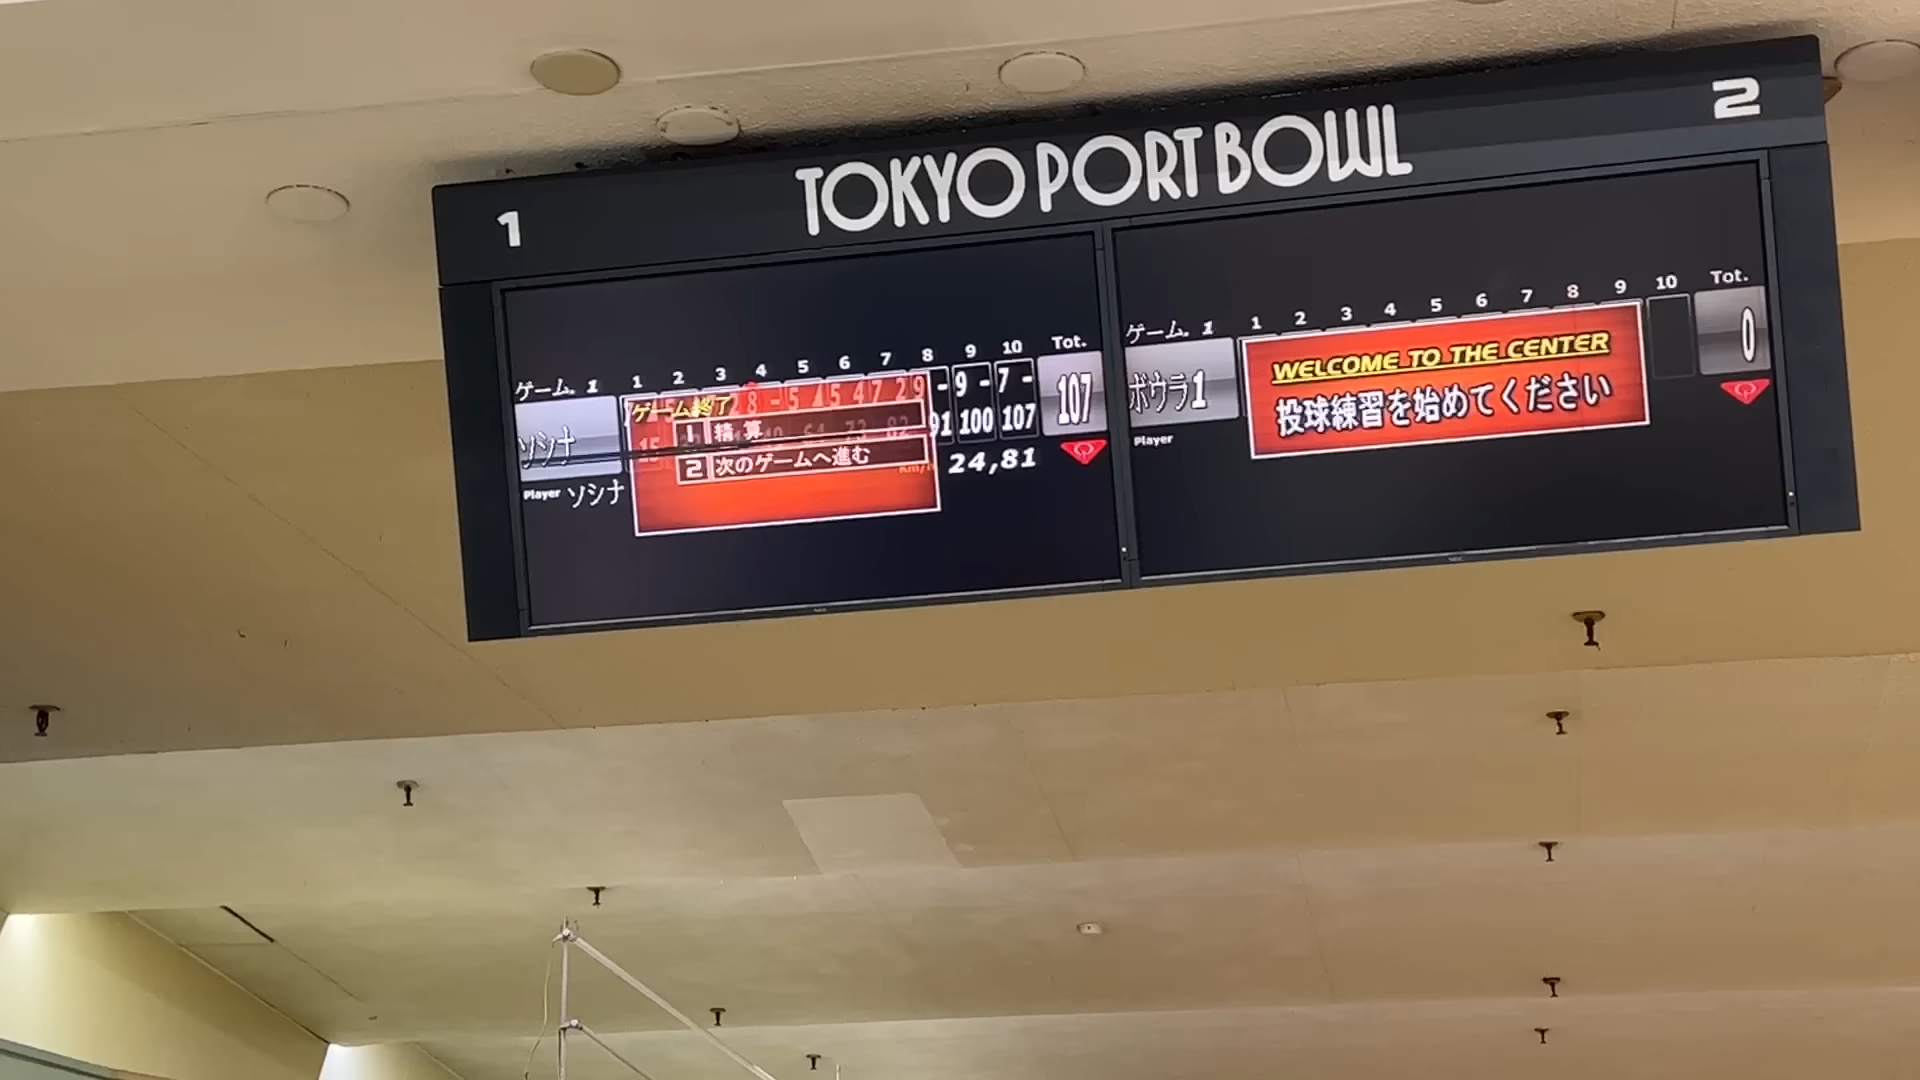 1
TOKYO PORT BOWL
2
ゲーム. 1
1 2 3 4 5 6 7 8 9 10 Tot.
ソシナ
ゲーム終了
1 精算
2 次のゲームへ進む
9 - 9 - 7 -
91 100 107
107
24,81
Player ソシナ
ゲーム. 1
1 2 3 4 5 6 7 8 9 10 Tot.
ボウラ1
WELCOME TO THE CENTER
投球練習を始めてください
0
Player